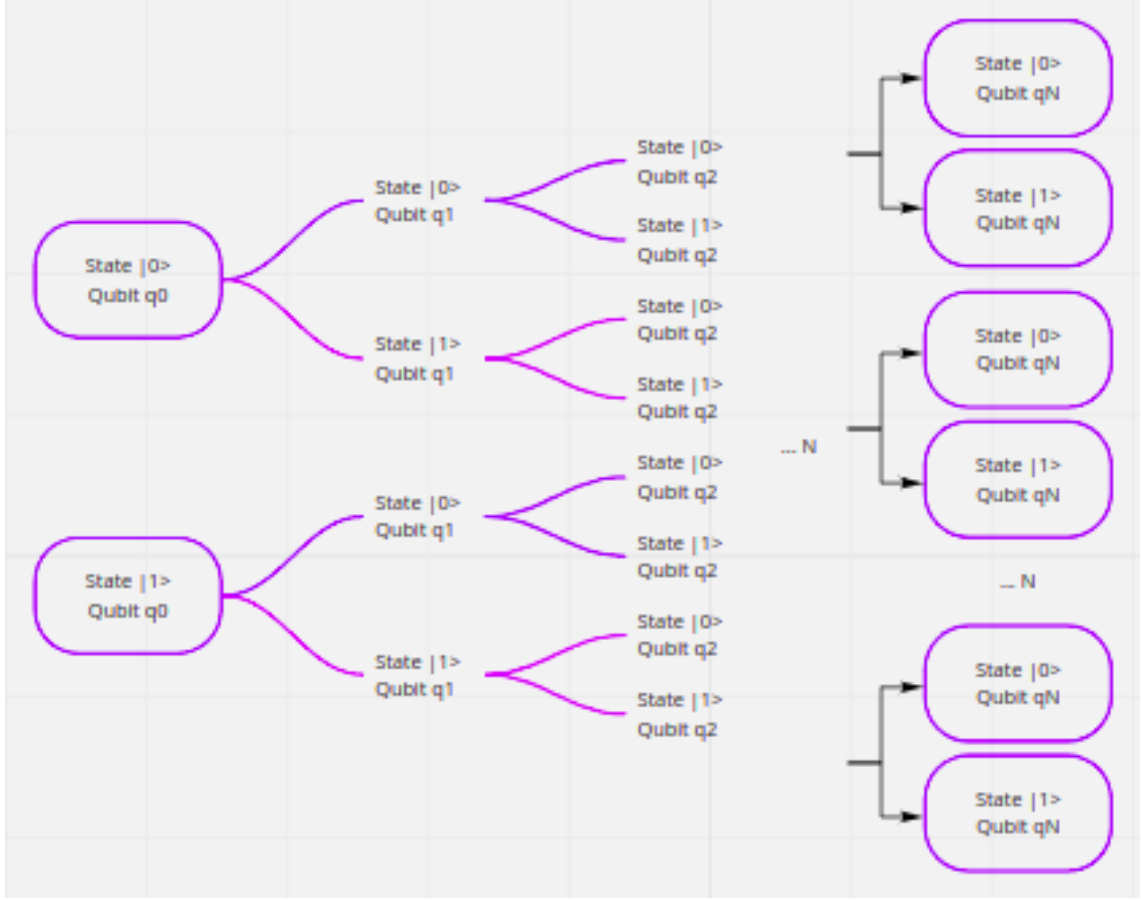 State |0>
Qubit q0
State |1>
Qubit q0
State |0>
Qubit q1
State |1>
Qubit q1
State |0>
Qubit q1
State |1>
Qubit q1
State |0>
Qubit q2
State |1>
Qubit q2
State |0>
Qubit q2
State |1>
Qubit q2
State |0>
Qubit q2
State |1>
Qubit q2
State |0>
Qubit q2
State |1>
Qubit q2
... N
State |0>
Qubit qN
State |1>
Qubit qN
State |0>
Qubit qN
State |1>
Qubit qN
... N
State |0>
Qubit qN
State |1>
Qubit qN